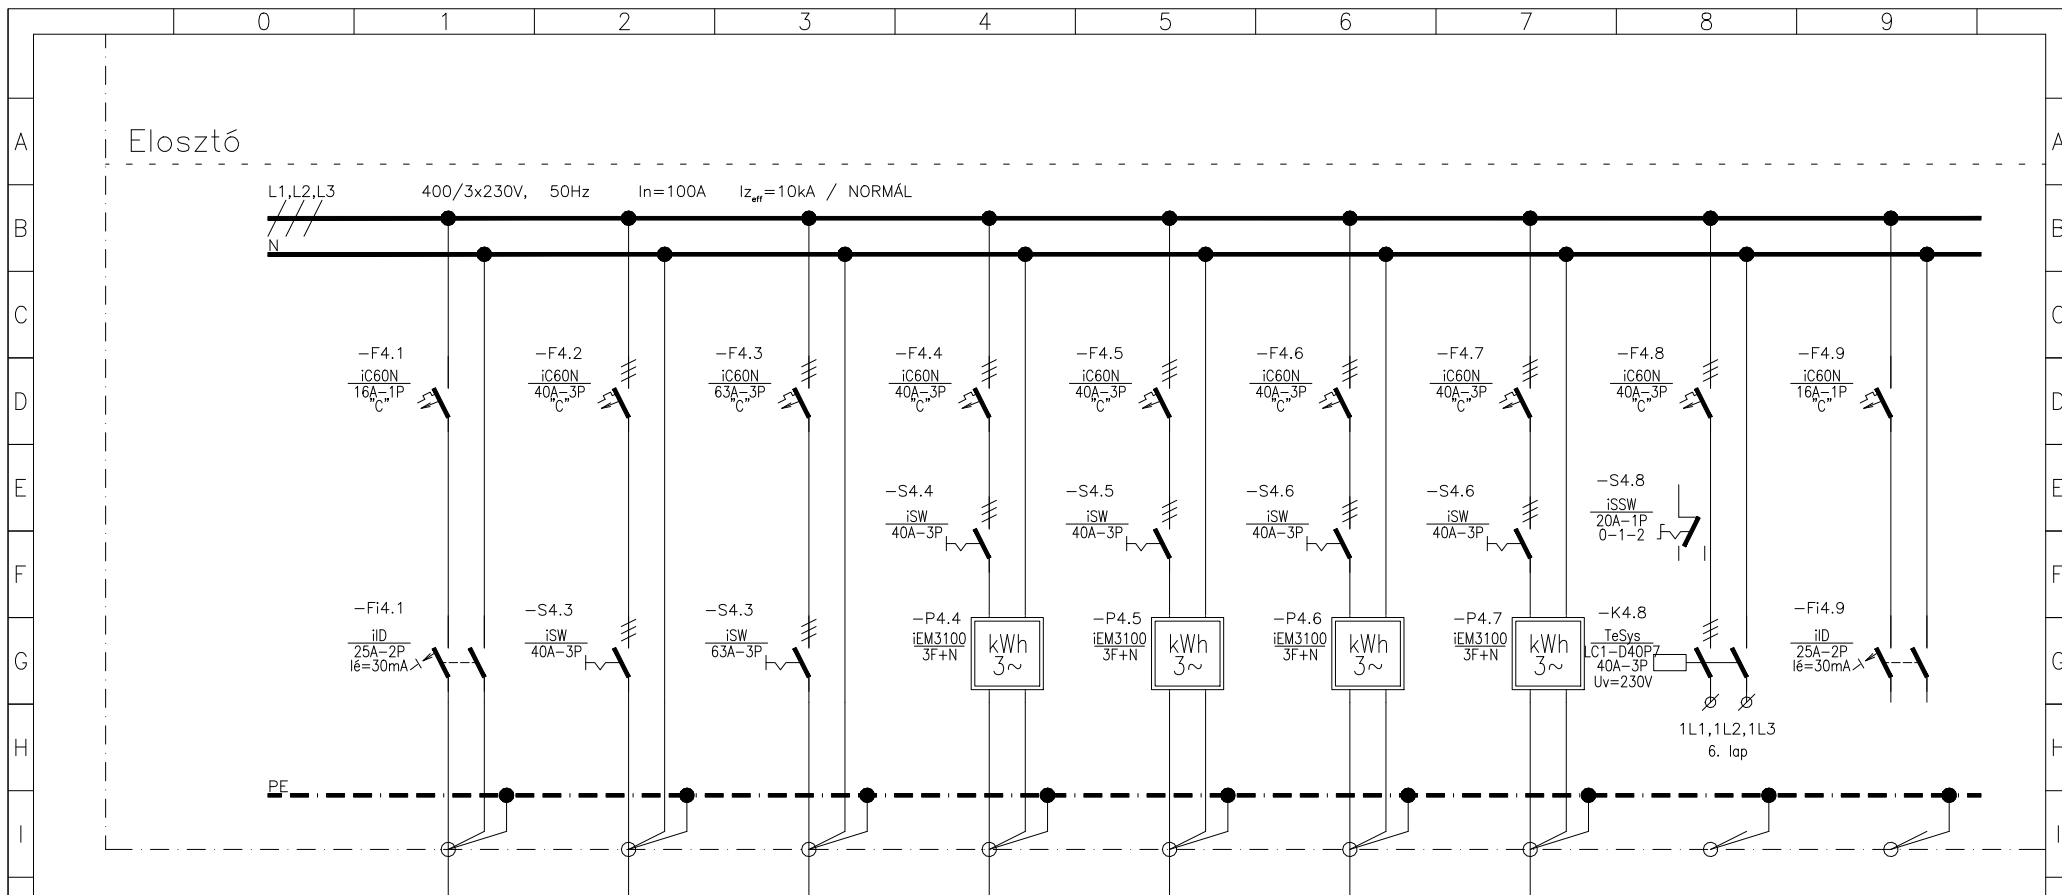 0 1 2 3 4 5 6 7 8 9
A A
Elosztó
L1,L2,L3 400/3x230V, 50Hz In=100A Iz eff=10kA / NORMÁL
B B
N
C C
-F4.1 -F4.2 -F4.3 -F4.4 -F4.5 -F4.6 -F4.7 -F4.8 -F4.9
iC60N iC60N iC60N iC60N iC60N iC60N iC60N iC60N iC60N
16A-1P 40A-3P 63A-3P 40A-3P 40A-3P 40A-3P 40A-3P 40A-3P 16A-1P
"C" "C" "C" "C" "C" "C" "C" "C" "C"
D D
E E
-S4.4 -S4.5 -S4.6 -S4.6 -S4.8
iSW iSW iSW iSW iSSW
40A-3P 40A-3P 40A-3P 40A-3P 20A-1P
0-1-2
F F
-Fi4.1 -S4.3 -S4.3 -P4.4 -P4.5 -P4.6 -P4.7 -K4.8 -Fi4.9
iID iSW iSW iEM3100 iEM3100 iEM3100 iEM3100 TeSys iID
25A-2P 40A-3P 63A-3P 3F+N 3F+N 3F+N 3F+N LC1-D40P7 25A-2P
Ié=30mA kWh kWh kWh kWh 40A-3P Ié=30mA
3~ 3~ 3~ 3~ Uv=230V
G G
1L1,1L2,1L3
6. lap
H H
PE
I I